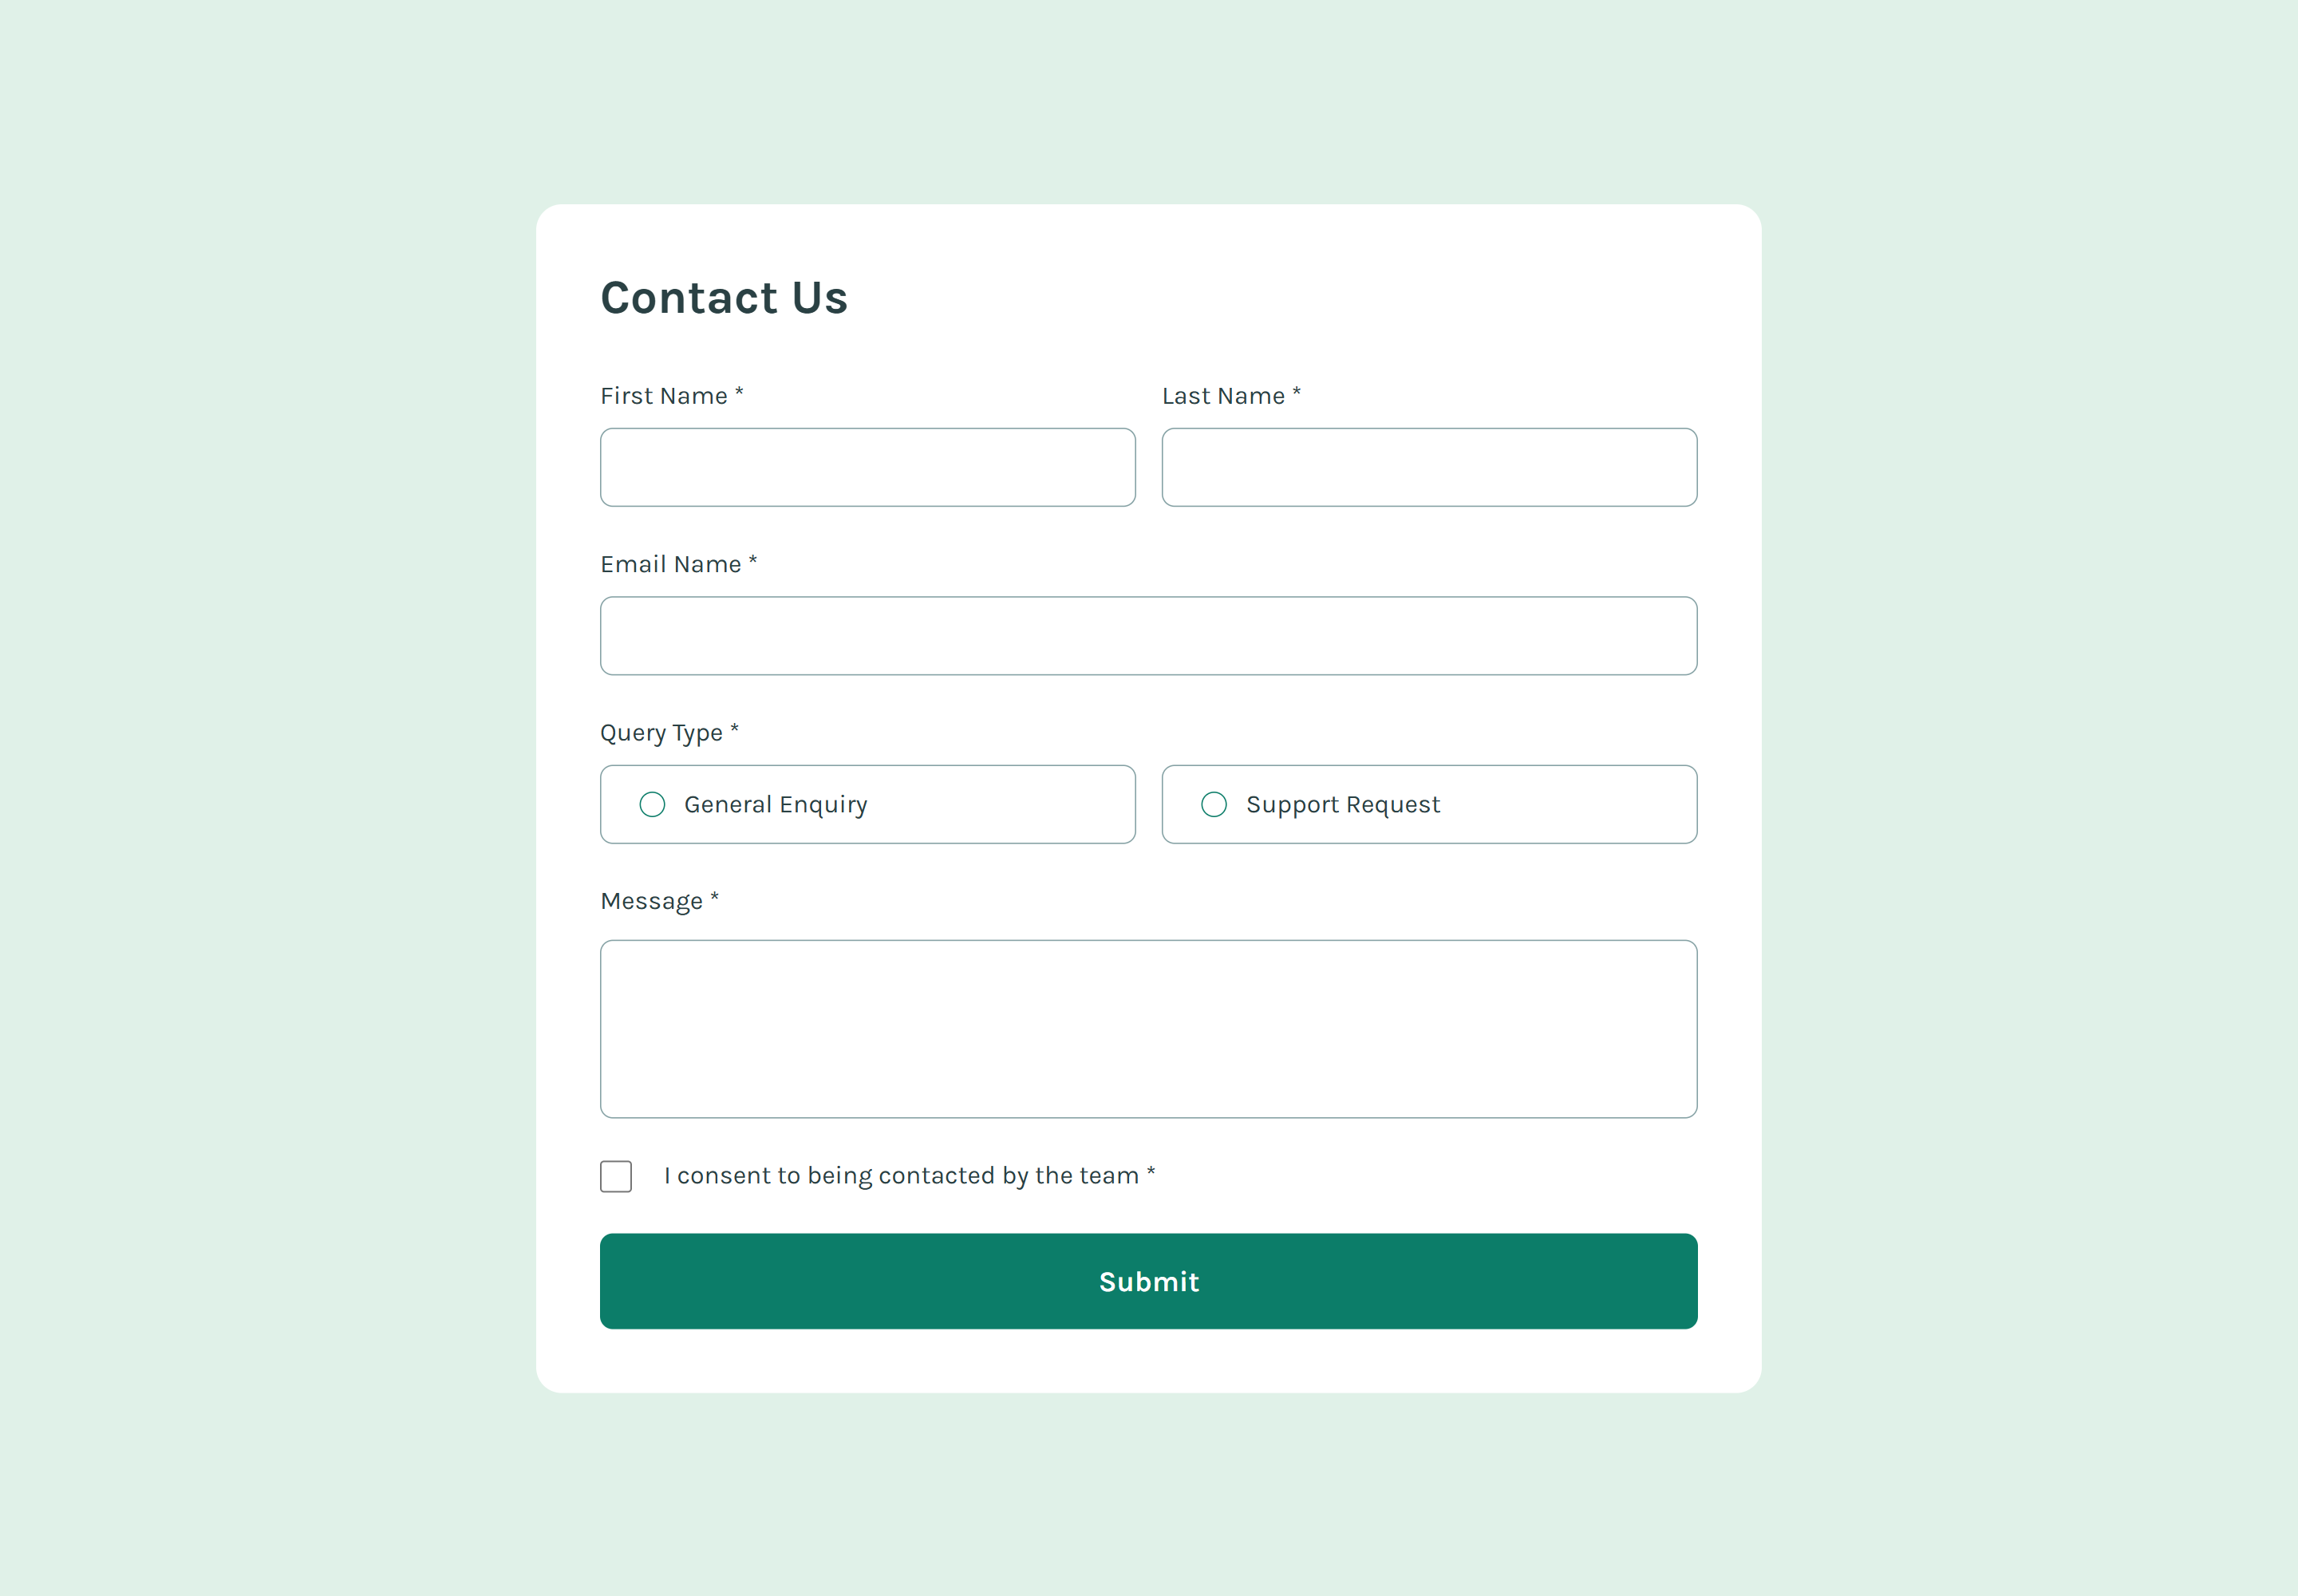 Contact Us
First Name *
Last Name *
Email Name *
Query Type *
General Enquiry
Support Request
Message *
I consent to being contacted by the team *
Submit